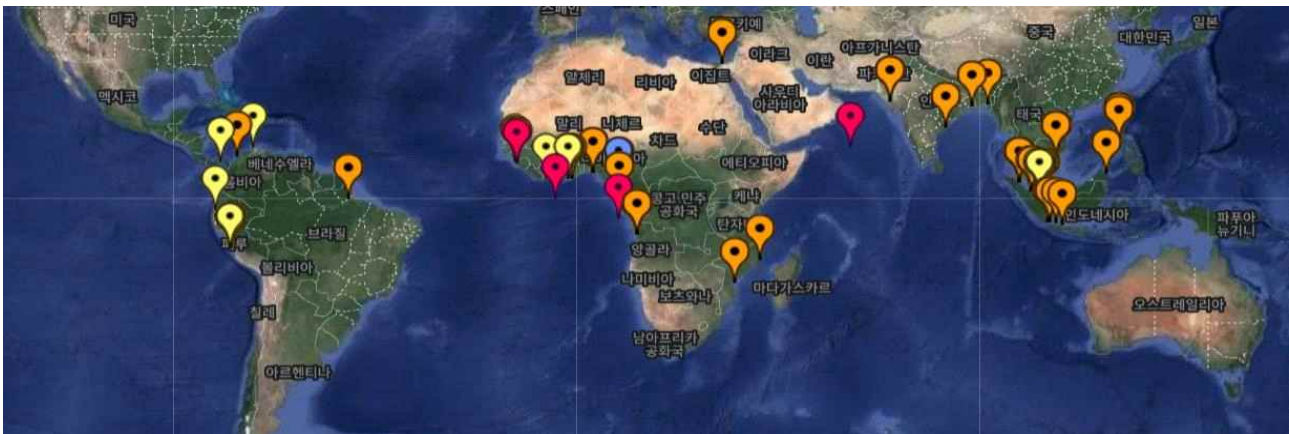 미국
스페인
이라크
이란
아프가니스탄
중국
일본
대한민국
알제리
리비아
이집트
사우디
아라비아
멕시코
말리
니제르
차드
수단
태국
베네수엘라
에티오피아
콩고 민주
공화국
케냐
인도네시아
파푸아
뉴기니
브라질
앙골라
볼리비아
나미비아
보츠와나
마다가스카르
오스트레일리아
칠레
남아프리카
공화국
아르헨티나